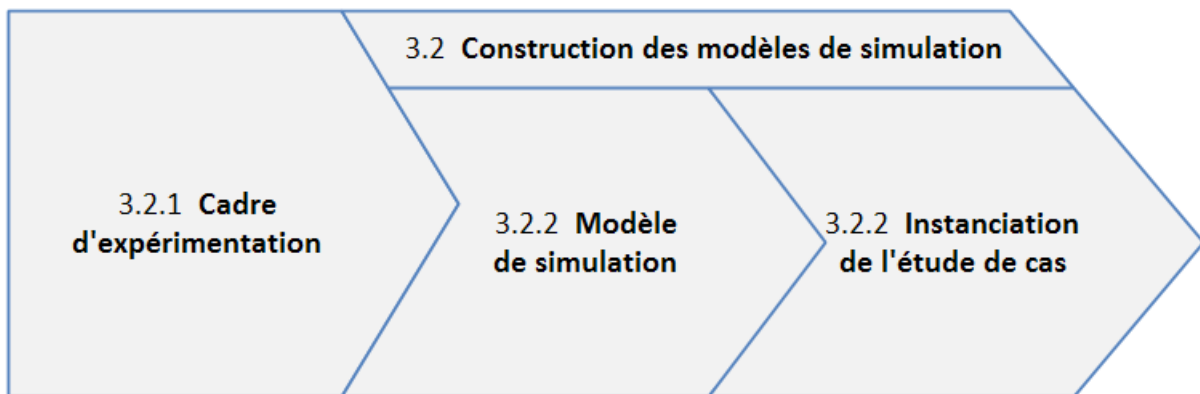 3.2 Construction des modèles de simulation
3.2.1 Cadre
d'expérimentation
3.2.2 Modèle
de simulation
3.2.2 Instanciation
de l'étude de cas